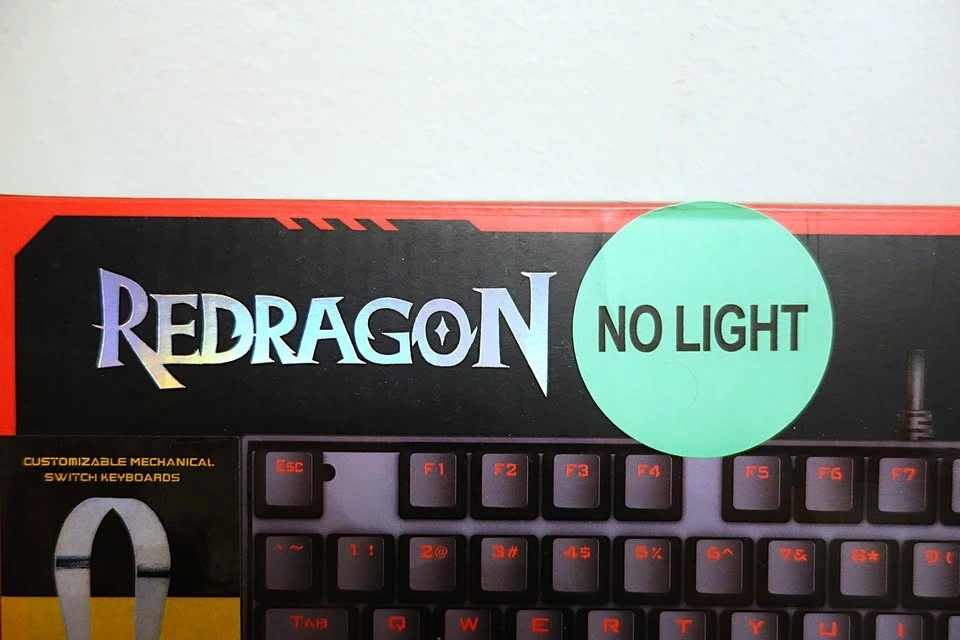 REDRAGON
NO LIGHT
CUSTOMIZABLE MECHANICAL
SWITCH KEYBOARDS
Esc F1 F2 F3 F4 F5 F6 F7
` ~ 1 ! 2@ 3# 4$ 5% 6^ 7& 8* 9(
Tab Q W E R T Y U I